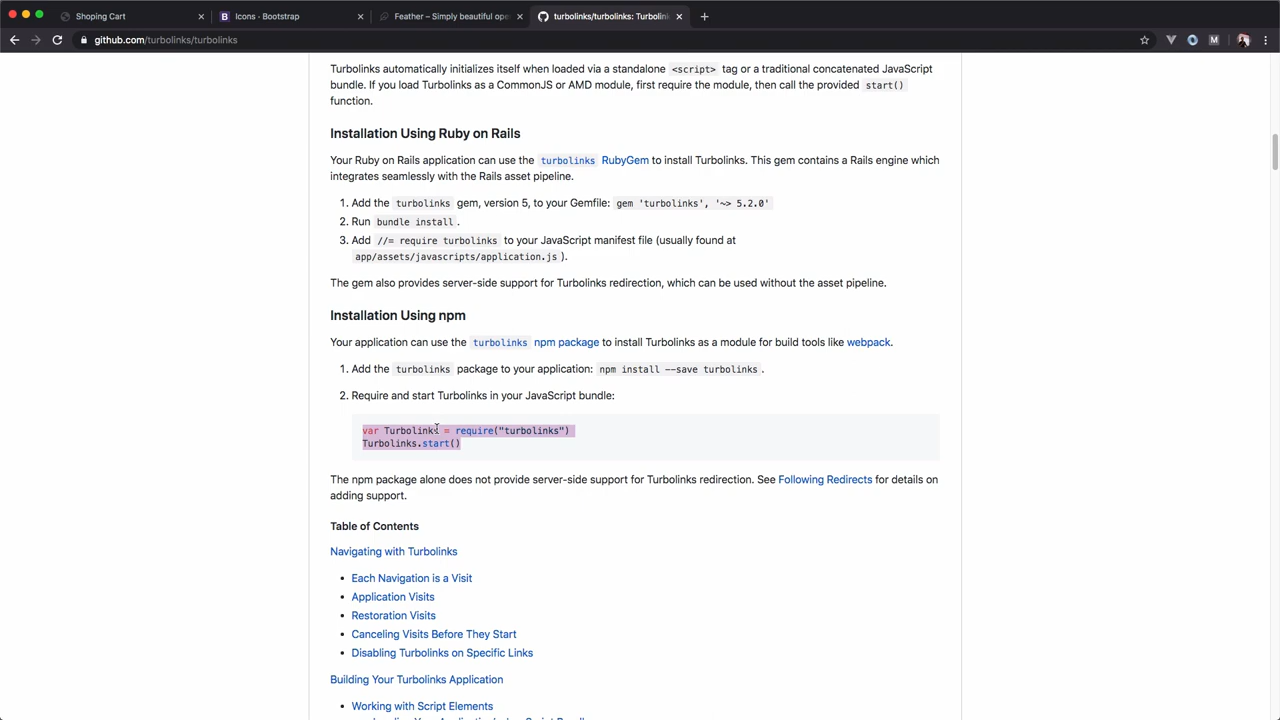 Shoping Cart
Icons · Bootstrap
Feather – Simply beautiful ope
turbolinks/turbolinks: Turbolin
github.com/turbolinks/turbolinks
Turbolinks automatically initializes itself when loaded via a standalone <script> tag or a traditional concatenated JavaScript
bundle. If you load Turbolinks as a CommonJS or AMD module, first require the module, then call the provided start()
function.
Installation Using Ruby on Rails
Your Ruby on Rails application can use the turbolinks RubyGem to install Turbolinks. This gem contains a Rails engine which
integrates seamlessly with the Rails asset pipeline.
1. Add the turbolinks gem, version 5, to your Gemfile: gem 'turbolinks', '~> 5.2.0'
2. Run bundle install.
3. Add //= require turbolinks to your JavaScript manifest file (usually found at
app/assets/javascripts/application.js ).
The gem also provides server-side support for Turbolinks redirection, which can be used without the asset pipeline.
Installation Using npm
Your application can use the turbolinks npm package to install Turbolinks as a module for build tools like webpack.
1. Add the turbolinks package to your application: npm install --save turbolinks.
2. Require and start Turbolinks in your JavaScript bundle:
var Turbolinks = require("turbolinks")
Turbolinks.start()
The npm package alone does not provide server-side support for Turbolinks redirection. See Following Redirects for details on
adding support.
Table of Contents
Navigating with Turbolinks
• Each Navigation is a Visit
• Application Visits
• Restoration Visits
• Canceling Visits Before They Start
• Disabling Turbolinks on Specific Links
Building Your Turbolinks Application
• Working with Script Elements